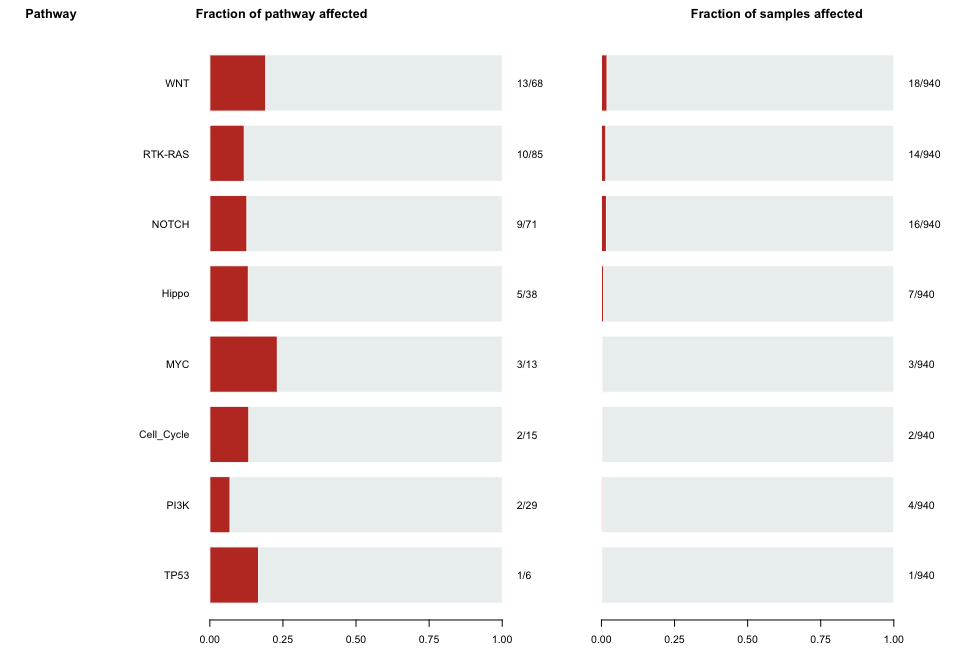 Pathway Fraction of pathway affected Fraction of samples affected
WNT 13/68 18/940
RTK-RAS 10/85 14/940
NOTCH 9/71 16/940
Hippo 5/38 7/940
MYC 3/13 3/940
Cell_Cycle 2/15 2/940
PI3K 2/29 4/940
TP53 1/6 1/940
0.00 0.25 0.50 0.75 1.00 0.00 0.25 0.50 0.75 1.00